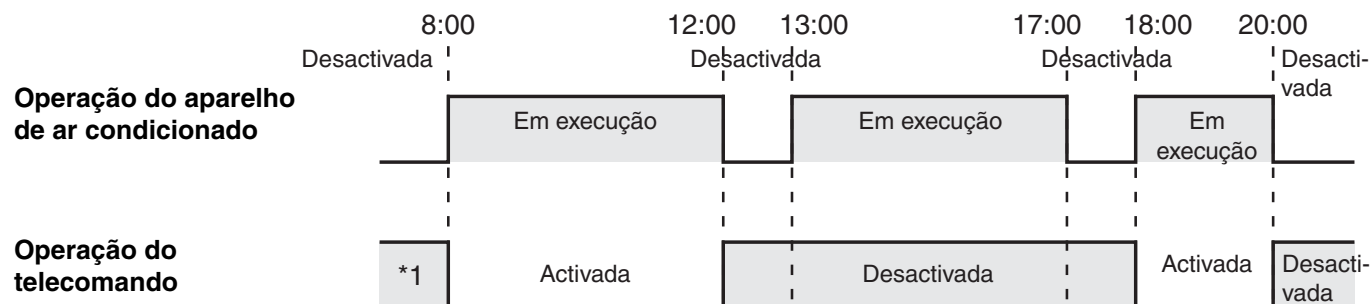 8:00 12:00 13:00 17:00 18:00 20:00
Desactivada Desactivada Desactivada Desacti-
vada
Operação do aparelho
de ar condicionado
Em execução Em execução Em
execução
Operação do
telecomando
*1 Activada Desactivada Activada Desacti-
vada